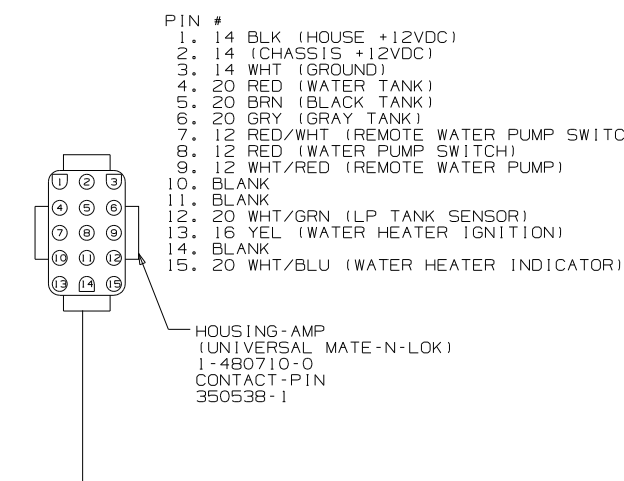 PIN #
1. 14 BLK (HOUSE +12VDC)
2. 14 (CHASSIS +12VDC)
3. 14 WHT (GROUND)
4. 20 RED (WATER TANK)
5. 20 BRN (BLACK TANK)
6. 20 GRY (GRAY TANK)
7. 12 RED/WHT (REMOTE WATER PUMP SWITC
8. 12 RED (WATER PUMP SWITCH)
9. 12 WHT/RED (REMOTE WATER PUMP)
10. BLANK
11. BLANK
12. 20 WHT/GRN (LP TANK SENSOR)
13. 16 YEL (WATER HEATER IGNITION)
14. BLANK
15. 20 WHT/BLU (WATER HEATER INDICATOR)
1 2 3
4 5 6
7 8 9
10 11 12
13 14 15
HOUSING-AMP
(UNIVERSAL MATE-N-LOK)
1-480710-0
CONTACT-PIN
350538-1